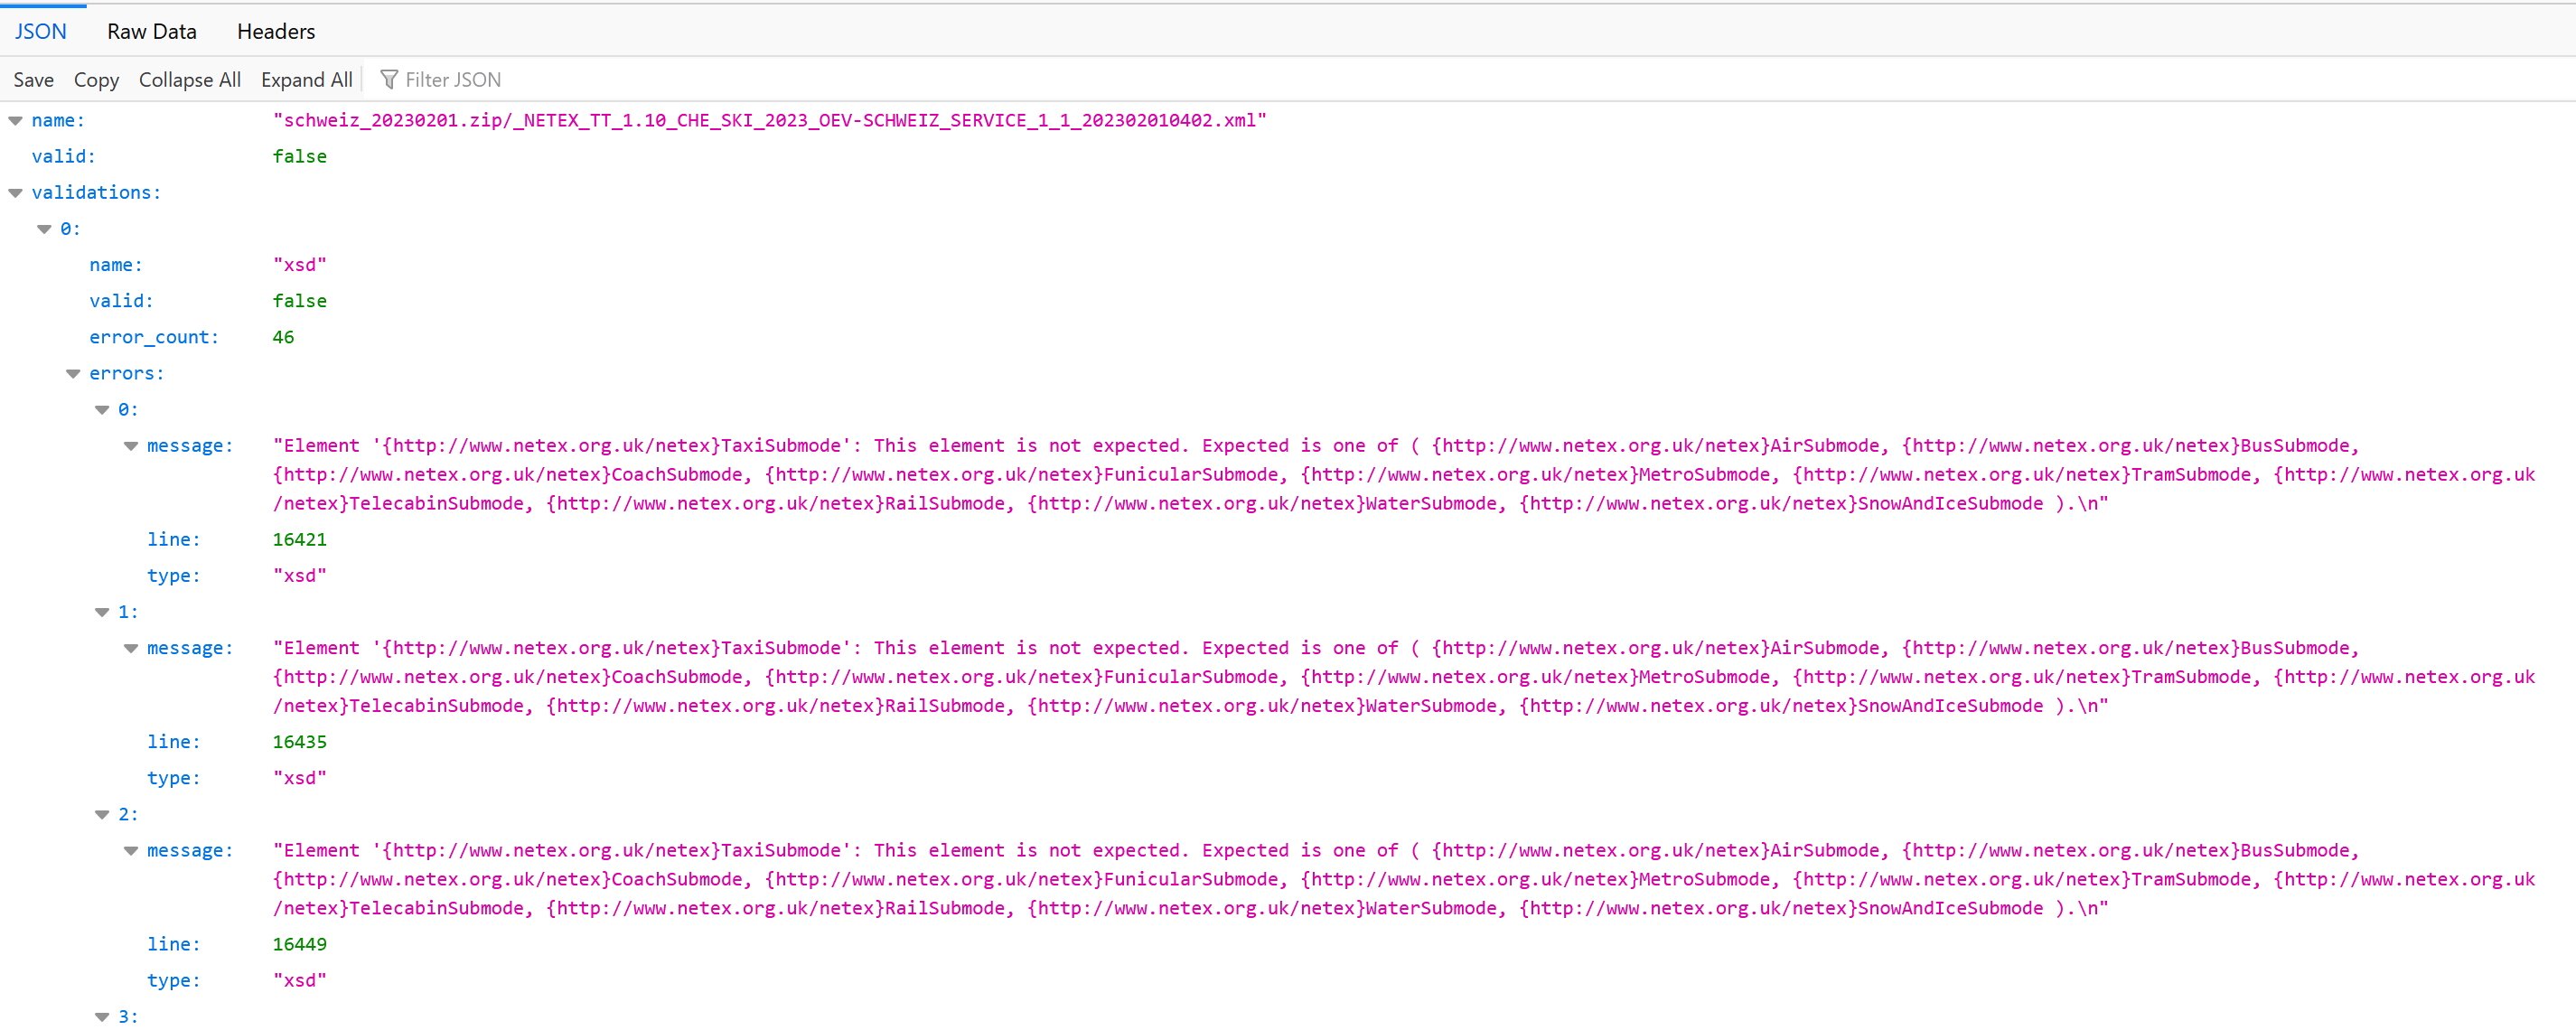 JSON Raw Data Headers
Save Copy Collapse All Expand All Filter JSON
name: "schweiz_20230201.zip/_NETEX_TT_1.10_CHE_SKI_2023_OEV-SCHWEIZ_SERVICE_1_1_202302010402.xml"
valid: false
validations:
0:
name: "xsd"
valid: false
error_count: 46
errors:
0:
message: "Element '{http://www.netex.org.uk/netex}TaxiSubmode': This element is not expected. Expected is one of ( {http://www.netex.org.uk/netex}AirSubmode, {http://www.netex.org.uk/netex}BusSubmode,
{http://www.netex.org.uk/netex}CoachSubmode, {http://www.netex.org.uk/netex}FunicularSubmode, {http://www.netex.org.uk/netex}MetroSubmode, {http://www.netex.org.uk/netex}TramSubmode, {http://www.netex.org.uk
/netex}TelecabinSubmode, {http://www.netex.org.uk/netex}RailSubmode, {http://www.netex.org.uk/netex}WaterSubmode, {http://www.netex.org.uk/netex}SnowAndIceSubmode ).\n"
line: 16421
type: "xsd"
1:
message: "Element '{http://www.netex.org.uk/netex}TaxiSubmode': This element is not expected. Expected is one of ( {http://www.netex.org.uk/netex}AirSubmode, {http://www.netex.org.uk/netex}BusSubmode,
{http://www.netex.org.uk/netex}CoachSubmode, {http://www.netex.org.uk/netex}FunicularSubmode, {http://www.netex.org.uk/netex}MetroSubmode, {http://www.netex.org.uk/netex}TramSubmode, {http://www.netex.org.uk
/netex}TelecabinSubmode, {http://www.netex.org.uk/netex}RailSubmode, {http://www.netex.org.uk/netex}WaterSubmode, {http://www.netex.org.uk/netex}SnowAndIceSubmode ).\n"
line: 16435
type: "xsd"
2:
message: "Element '{http://www.netex.org.uk/netex}TaxiSubmode': This element is not expected. Expected is one of ( {http://www.netex.org.uk/netex}AirSubmode, {http://www.netex.org.uk/netex}BusSubmode,
{http://www.netex.org.uk/netex}CoachSubmode, {http://www.netex.org.uk/netex}FunicularSubmode, {http://www.netex.org.uk/netex}MetroSubmode, {http://www.netex.org.uk/netex}TramSubmode, {http://www.netex.org.uk
/netex}TelecabinSubmode, {http://www.netex.org.uk/netex}RailSubmode, {http://www.netex.org.uk/netex}WaterSubmode, {http://www.netex.org.uk/netex}SnowAndIceSubmode ).\n"
line: 16449
type: "xsd"
3: